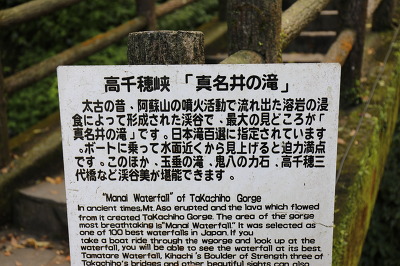 高千穂峡 「真名井の滝」
太古の昔、阿蘇山の噴火活動で流れ出た溶岩の浸
食によって形成された渓谷で、最大の見どころが「
真名井の滝」です。日本滝百選に指定されています
。ボートに乗って水面近くから見上げると迫力満点
です。このほか、玉垂の滝、鬼八の力石、高千穂三
代橋など渓谷美が堪能できます。
"Manai Waterfall" of TaKachiho Gorge
In ancient times, Mt. Aso erupted and the lava which flowed
from it created TaKachiho Gorge. The area of the gorge
most breathtaking is"Manai Waterfall." It was selected as
one of 100 best waterfalls in Japan. If you
take a boat ride through the wgorge and look up at the
waterfall, you will be able to see the waterfall at its best.
Tamatare Waterfall, Kihachi's Boulder of Strength three of
Takachiho's bridges and other beautiful sights can also